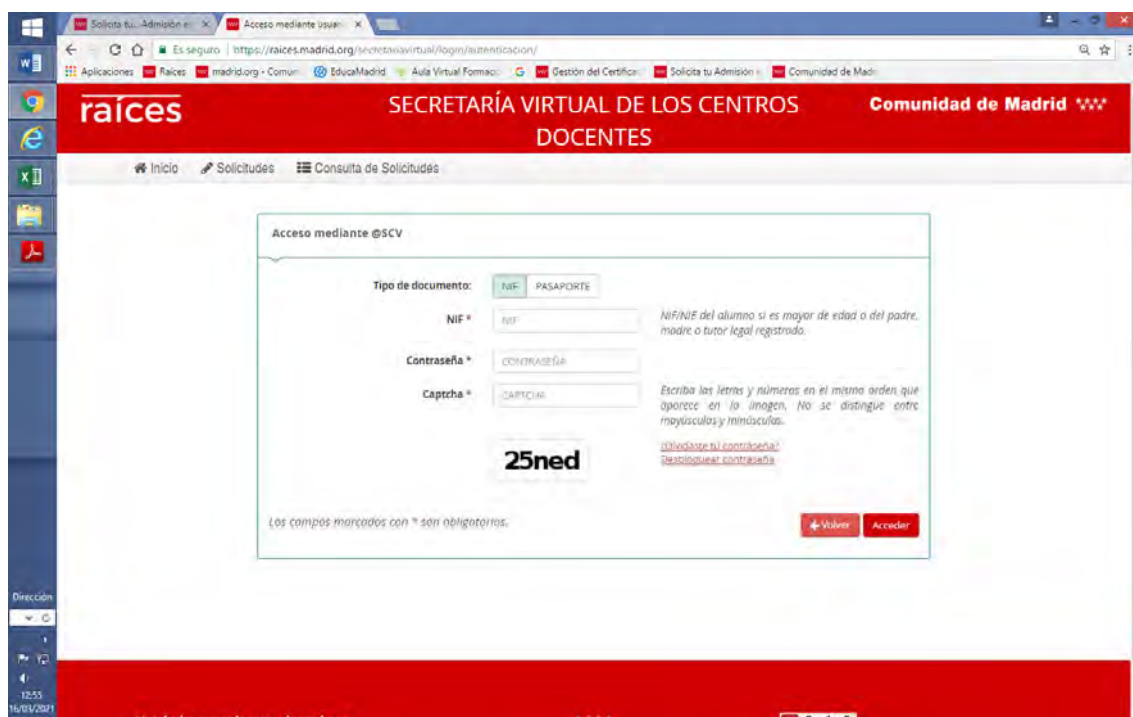 Solicita tu... Admisión e
Acceso mediante usuar
Es seguro | https://raices.madrid.org/secretariavirtual/login/autenticacion/
Aplicaciones Raíces madrid.org - Comun EducaMadrid Aula Virtual Formac G Gestión del Certifica Solicita tu Admisión e Comunidad de Madr
raíces
SECRETARÍA VIRTUAL DE LOS CENTROS
DOCENTES
Comunidad de Madrid
Inicio Solicitudes Consulta de Solicitudes
Acceso mediante @SCV
Tipo de documento: NIF PASAPORTE
NIF * NIF
NIF/NIE del alumno si es mayor de edad o del padre,
madre o tutor legal registrado.
Contraseña * CONTRASEÑA
Captcha * CAPTCHA
Escriba las letras y números en el mismo orden que
aparece en la imagen. No se distingue entre
mayúsculas y minúsculas.
25ned
¿Olvidaste tu contraseña?
Desbloquear contraseña
Los campos marcados con * son obligatorios.
Volver Acceder
Dirección
12:53
16/03/2021